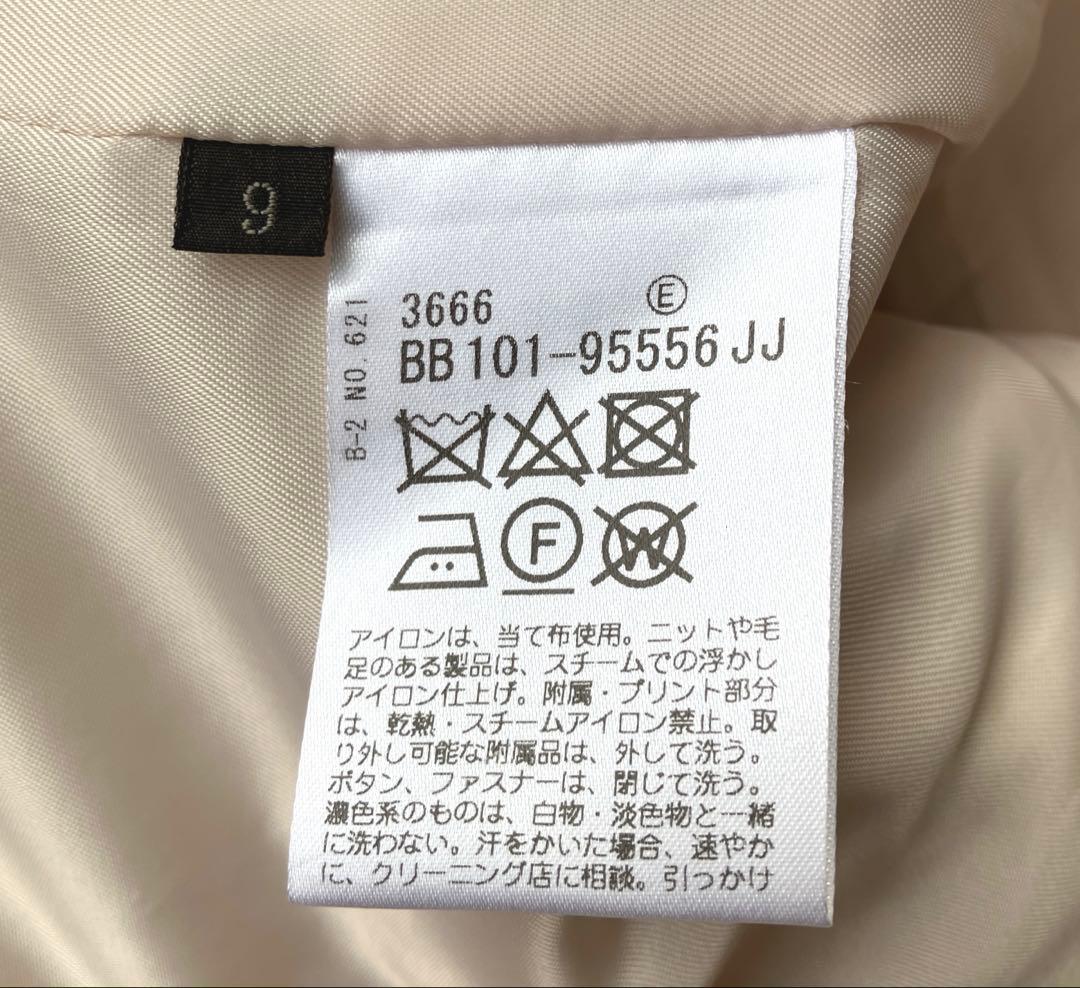 9
B-2 NO.621
3666 Ⓔ
BB101-95556JJ
F W
アイロンは、当て布使用。ニットや毛
足のある製品は、スチームでの浮かし
アイロン仕上げ。附属・プリント部分
は、乾熱・スチームアイロン禁止。取
り外し可能な附属品は、外して洗う。
ボタン、ファスナーは、閉じて洗う。
濃色系のものは、白物・淡色物と一緒
に洗わない。汗をかいた場合、速やか
に、クリーニング店に相談。引っかけ